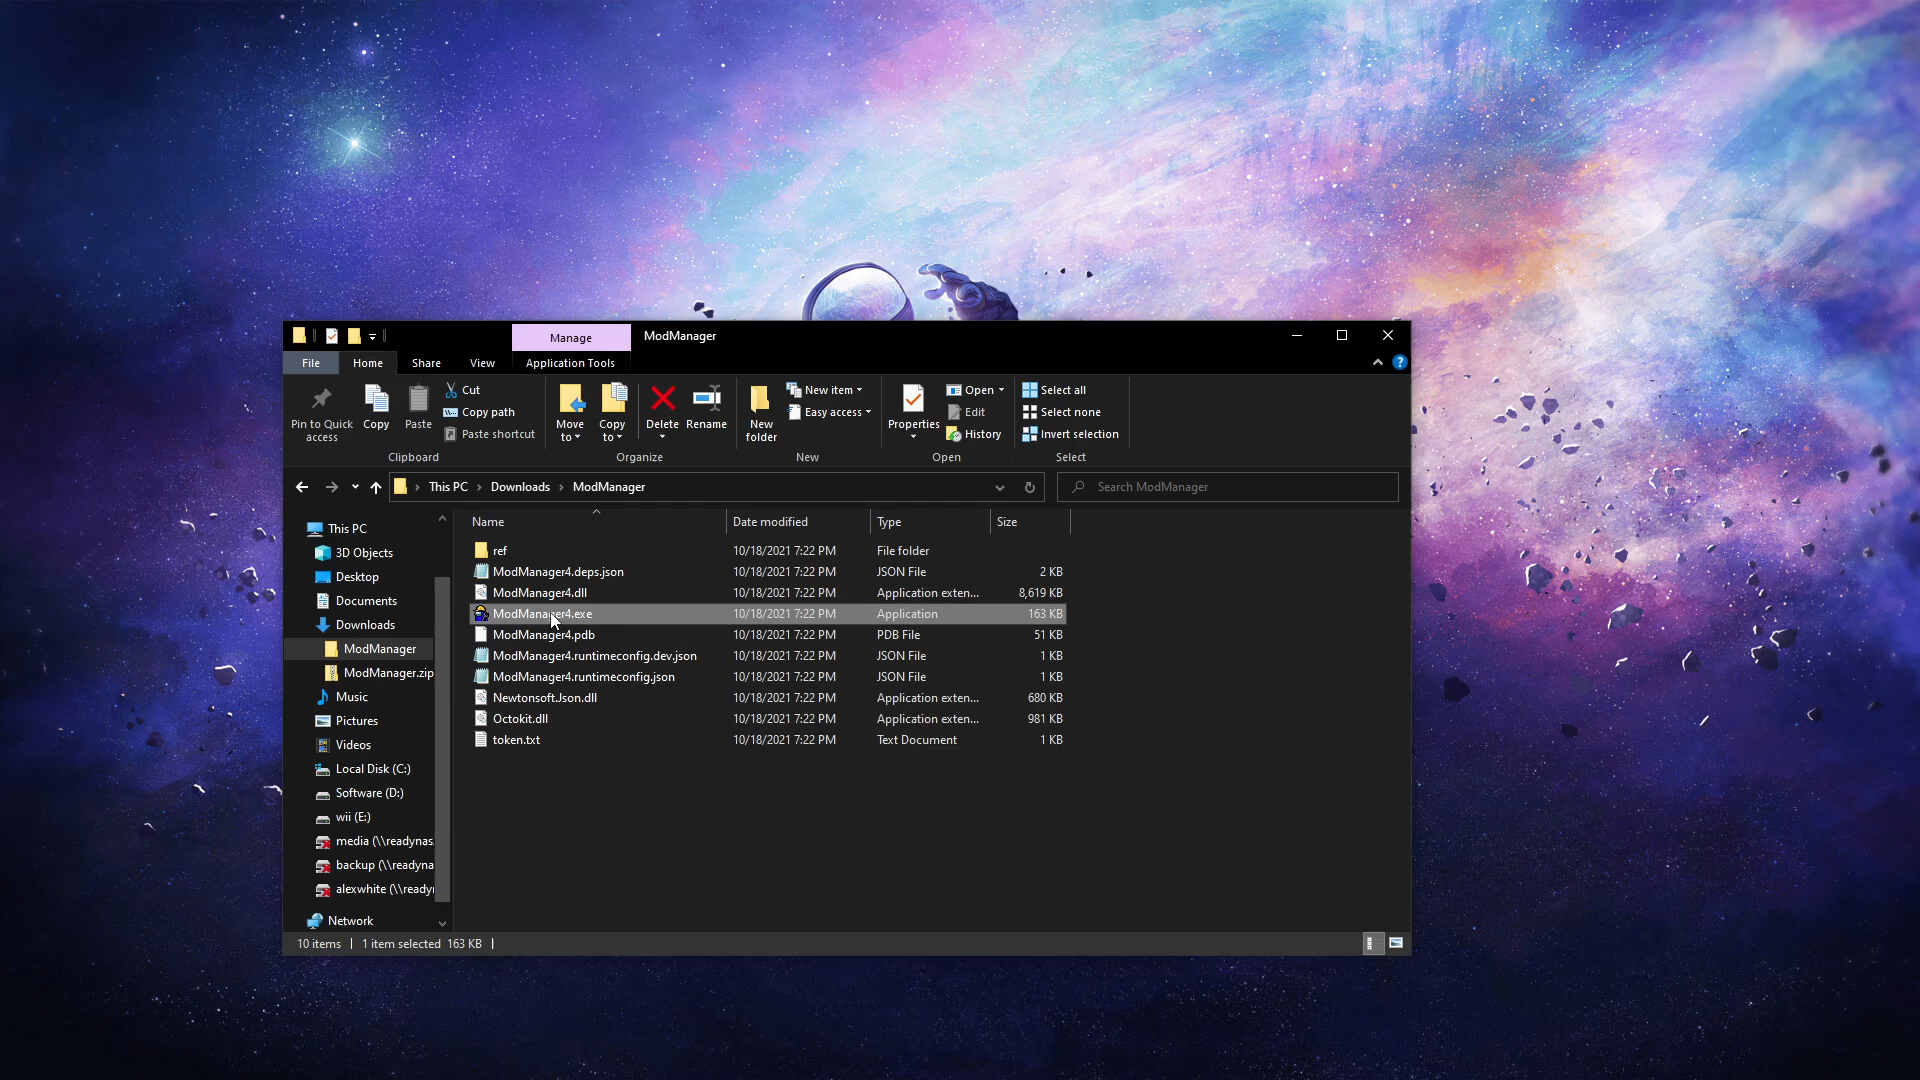 Manage
ModManager
File
Home
Share
View
Application Tools
?
Pin to Quick access
Copy
Paste
Cut
Copy path
Paste shortcut
Clipboard
Move to
Copy to
Delete
Rename
Organize
New folder
New item
Easy access
New
Properties
Open
Edit
History
Open
Select all
Select none
Invert selection
Select
This PC
Downloads
ModManager
Search ModManager
This PC
3D Objects
Desktop
Documents
Downloads
ModManager
ModManager.zip
Music
Pictures
Videos
Local Disk (C:)
Software (D:)
wii (E:)
media (\\readynas
backup (\\readyna
alexwhite (\\ready
Network
Name Date modified Type Size
ref 10/18/2021 7:22 PM File folder
ModManager4.deps.json 10/18/2021 7:22 PM JSON File 2 KB
ModManager4.dll 10/18/2021 7:22 PM Application exten... 8,619 KB
ModManager4.exe 10/18/2021 7:22 PM Application 163 KB
ModManager4.pdb 10/18/2021 7:22 PM PDB File 51 KB
ModManager4.runtimeconfig.dev.json 10/18/2021 7:22 PM JSON File 1 KB
ModManager4.runtimeconfig.json 10/18/2021 7:22 PM JSON File 1 KB
Newtonsoft.Json.dll 10/18/2021 7:22 PM Application exten... 680 KB
Octokit.dll 10/18/2021 7:22 PM Application exten... 981 KB
token.txt 10/18/2021 7:22 PM Text Document 1 KB
10 items 1 item selected 163 KB